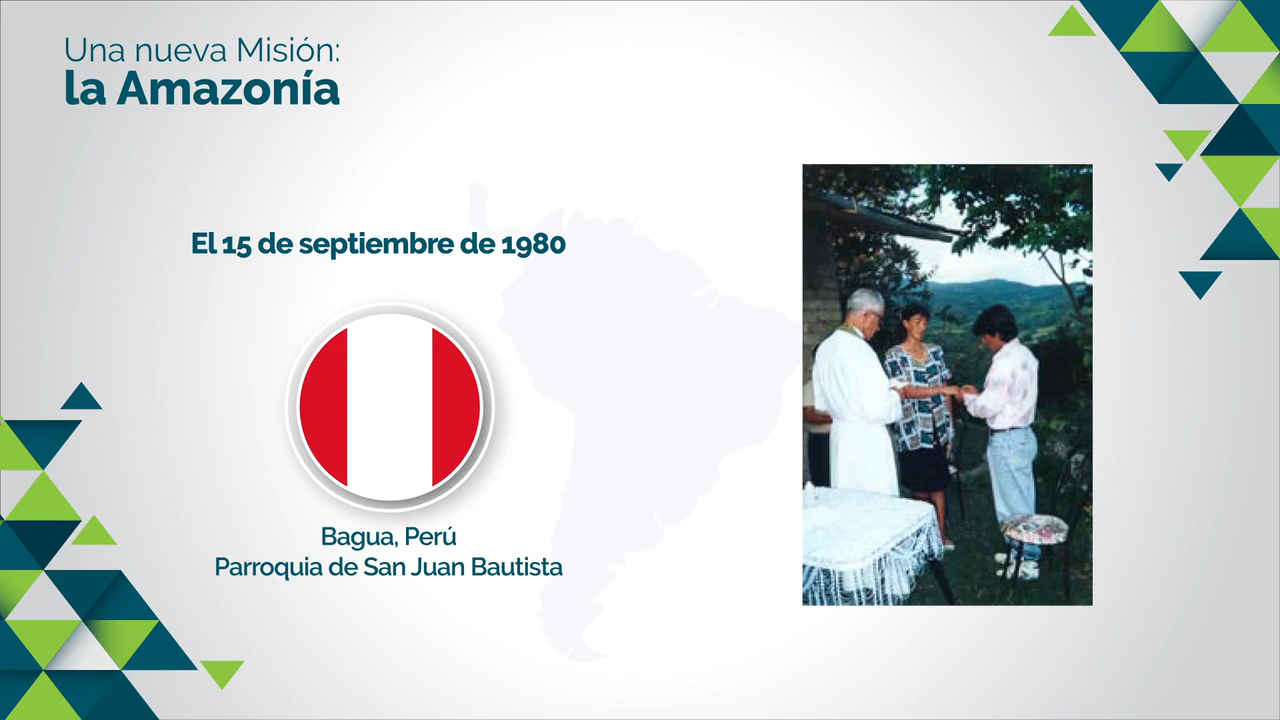 Una nueva Misión:
la Amazonía
El 15 de septiembre de 1980
Bagua, Perú
Parroquia de San Juan Bautista